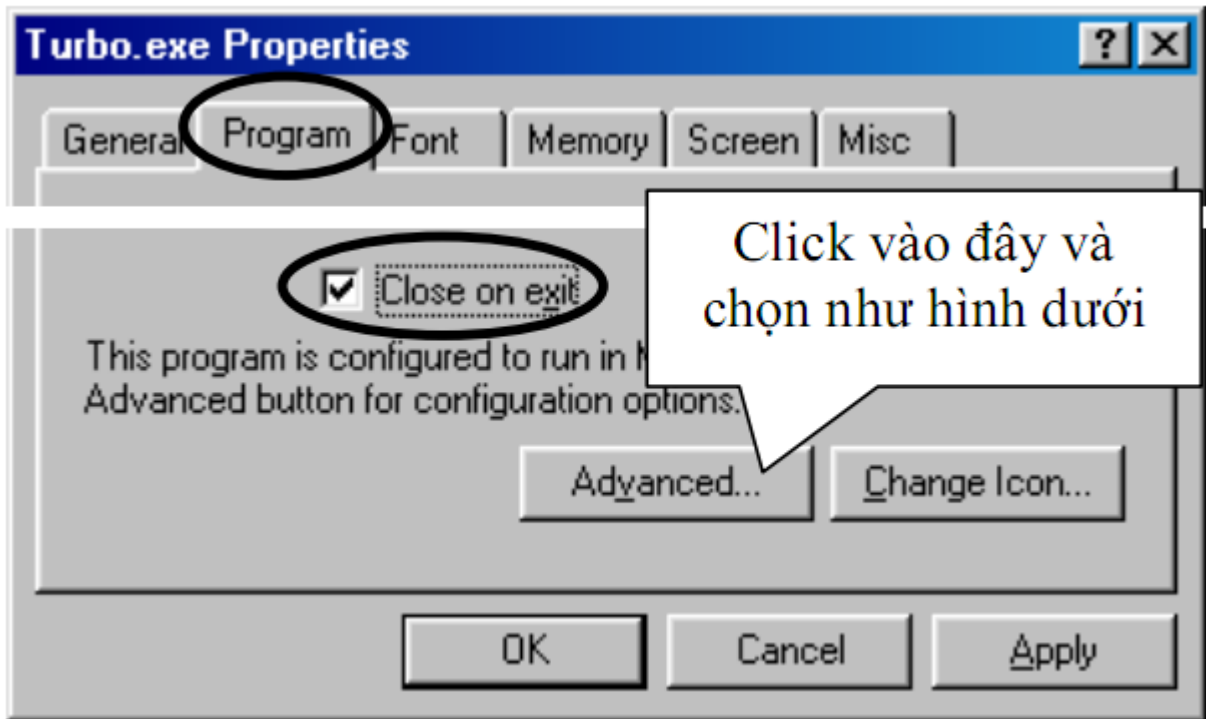 Turbo.exe Properties
General Program Font Memory Screen Misc
Click vào đây và
chọn như hình dưới
Close on exit
This program is configured to run in
Advanced button for configuration options.
Advanced... Change Icon...
OK Cancel Apply